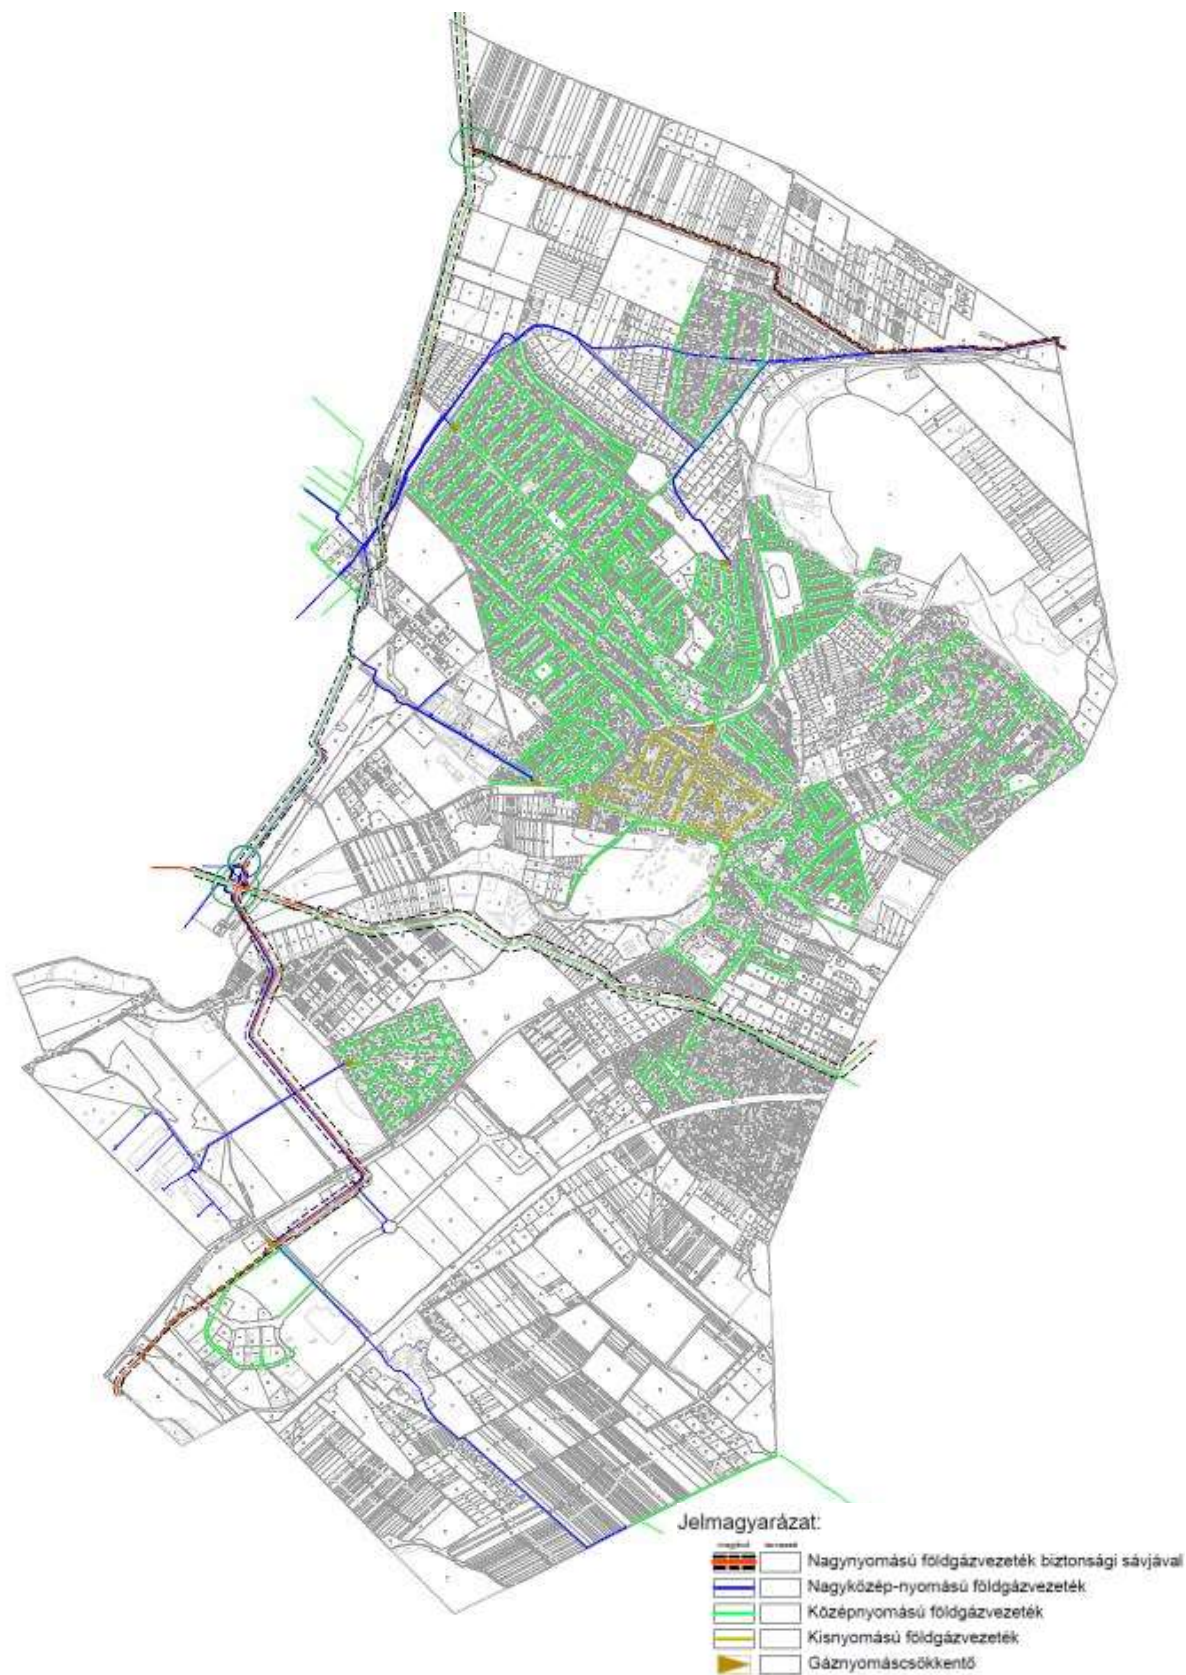 Jelmagyarázat:
Nagynyomású földgázvezeték biztonsági sávjával
Nagyközép-nyomású földgázvezeték
Középnyomású földgázvezeték
Kisnyomású földgázvezeték
Gáznyomáscsökkentő